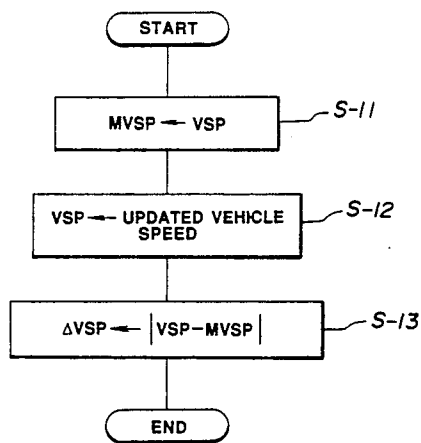 START
MVSP ← VSP
S-11
VSP ← UPDATED VEHICLE
SPEED
S-12
ΔVSP ← |VSP-MVSP|
S-13
END